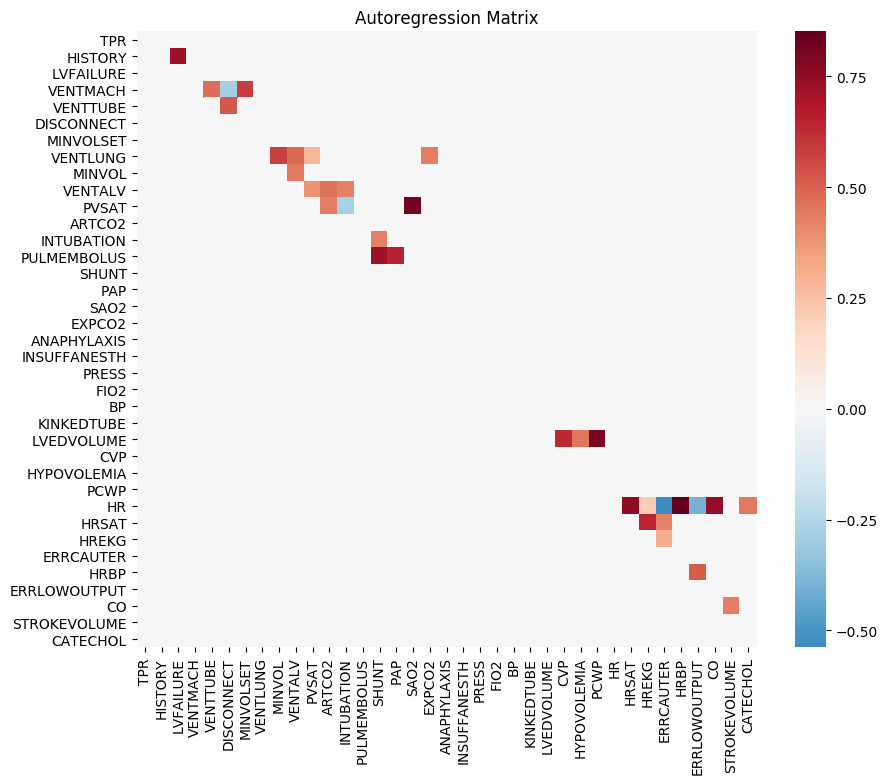 Autoregression Matrix
TPR
HISTORY
LVFAILURE
VENTMACH
VENTTUBE
DISCONNECT
MINVOLSET
VENTLUNG
MINVOL
VENTALV
PVSAT
ARTCO2
INTUBATION
PULMEMBOLUS
SHUNT
PAP
SAO2
EXPCO2
ANAPHYLAXIS
INSUFFANESTH
PRESS
FIO2
BP
KINKEDTUBE
LVEDVOLUME
CVP
HYPOVOLEMIA
PCWP
HR
HRSAT
HREKG
ERRCAUTER
HRBP
ERRLOWOUTPUT
CO
STROKEVOLUME
CATECHOL
TPR
HISTORY
LVFAILURE
VENTMACH
VENTTUBE
DISCONNECT
MINVOLSET
VENTLUNG
MINVOL
VENTALV
PVSAT
ARTCO2
INTUBATION
PULMEMBOLUS
SHUNT
PAP
SAO2
EXPCO2
ANAPHYLAXIS
INSUFFANESTH
PRESS
FIO2
BP
KINKEDTUBE
LVEDVOLUME
CVP
HYPOVOLEMIA
PCWP
HR
HRSAT
HREKG
ERRCAUTER
HRBP
ERRLOWOUTPUT
CO
STROKEVOLUME
CATECHOL
0.75
0.50
0.25
0.00
−0.25
−0.50